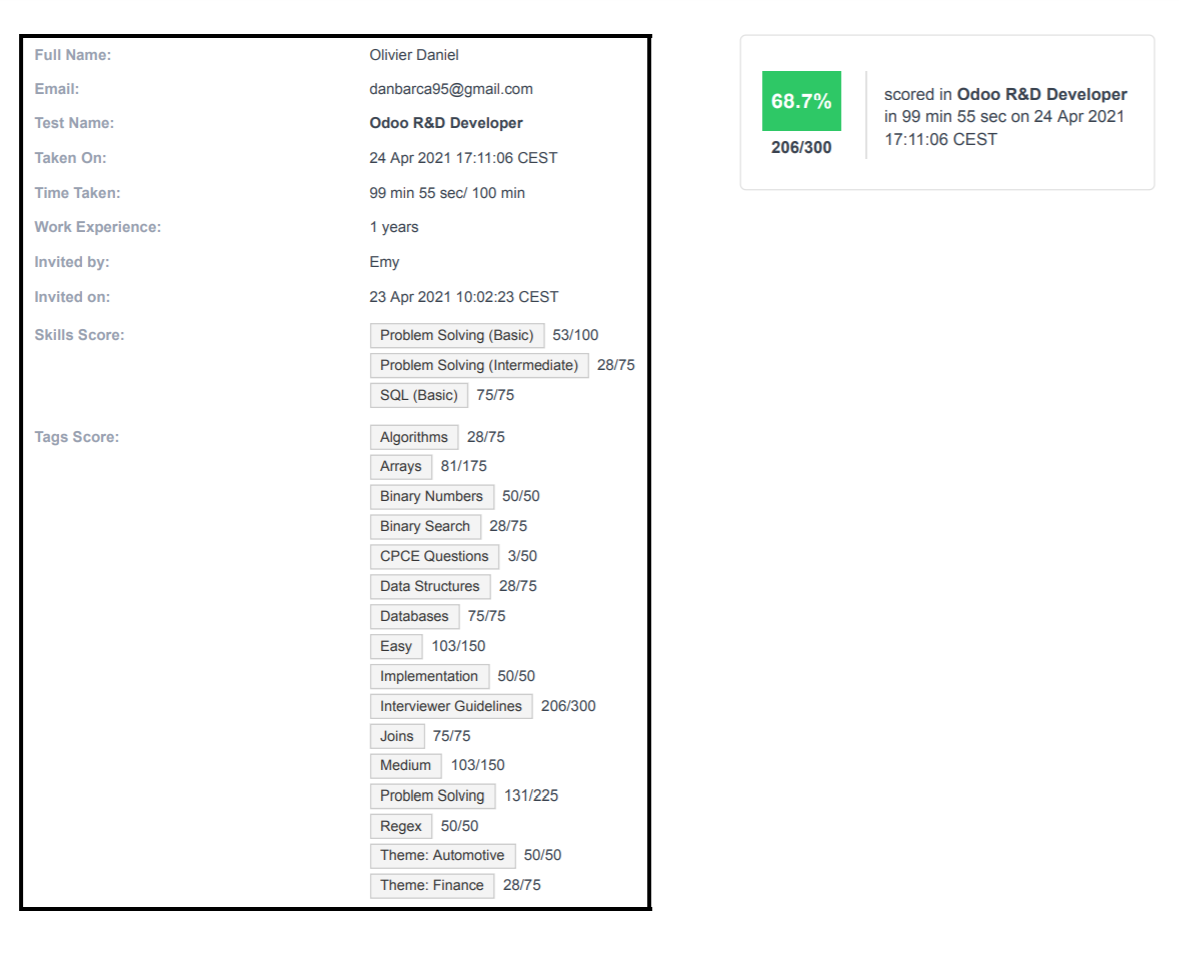 Full Name: Olivier Daniel
Email: danbarca95@gmail.com
Test Name: Odoo R&D Developer
Taken On: 24 Apr 2021 17:11:06 CEST
Time Taken: 99 min 55 sec/ 100 min
Work Experience: 1 years
Invited by: Emy
Invited on: 23 Apr 2021 10:02:23 CEST
Skills Score: Problem Solving (Basic) 53/100
Problem Solving (Intermediate) 28/75
SQL (Basic) 75/75
Tags Score: Algorithms 28/75
Arrays 81/175
Binary Numbers 50/50
Binary Search 28/75
CPCE Questions 3/50
Data Structures 28/75
Databases 75/75
Easy 103/150
Implementation 50/50
Interviewer Guidelines 206/300
Joins 75/75
Medium 103/150
Problem Solving 131/225
Regex 50/50
Theme: Automotive 50/50
Theme: Finance 28/75
68.7%
206/300
scored in Odoo R&D Developer
in 99 min 55 sec on 24 Apr 2021
17:11:06 CEST